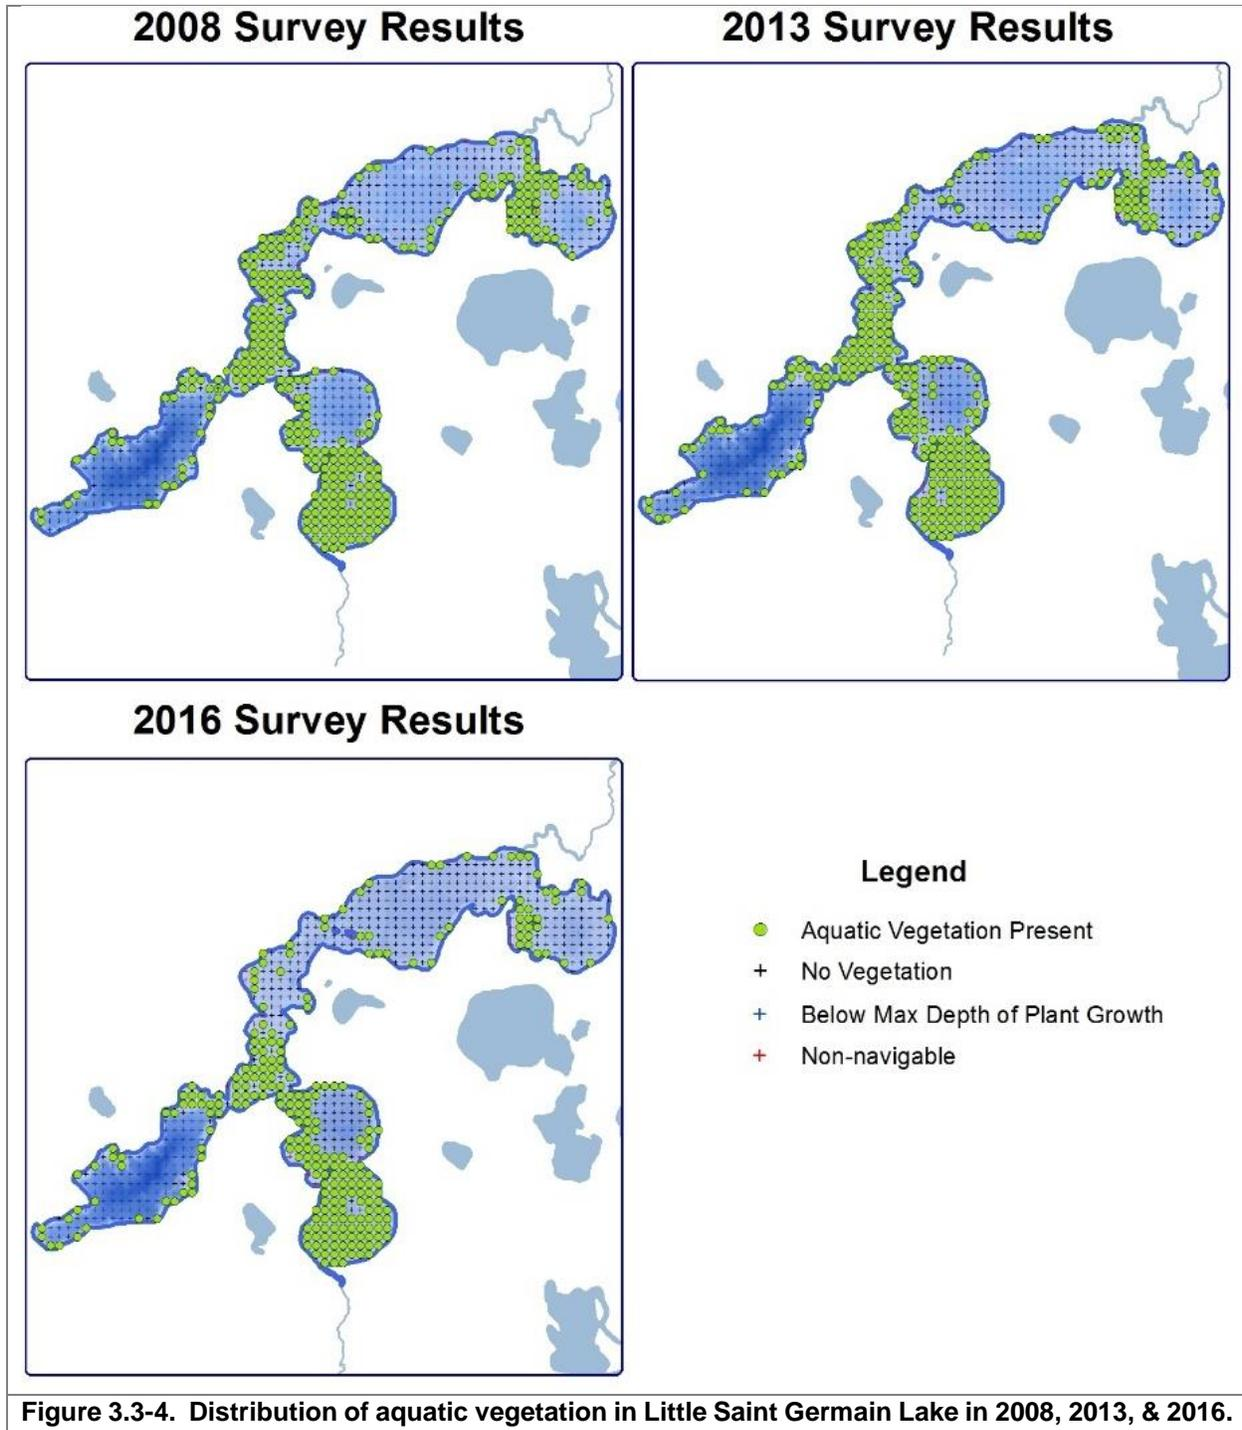 2008 Survey Results
2013 Survey Results
2016 Survey Results
Legend
Aquatic Vegetation Present
No Vegetation
Below Max Depth of Plant Growth
Non-navigable
Figure 3.3-4. Distribution of aquatic vegetation in Little Saint Germain Lake in 2008, 2013, & 2016.